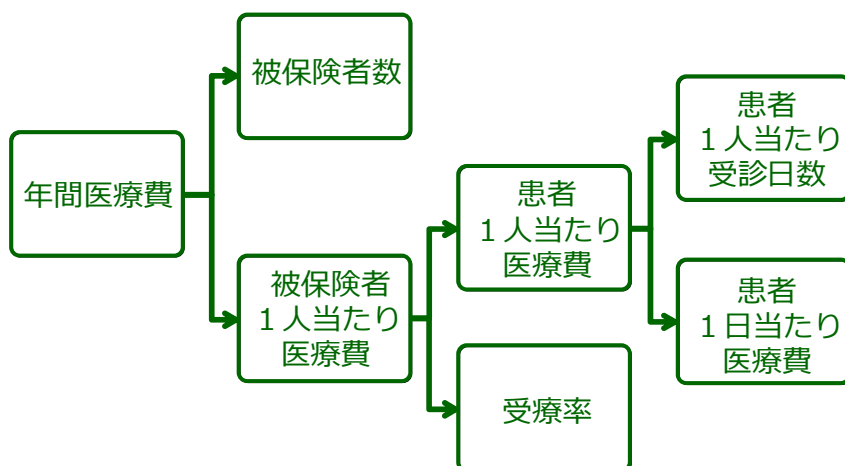 年間医療費
被保険者数
被保険者
１人当たり
医療費
患者
１人当たり
医療費
受療率
患者
１人当たり
受診日数
患者
１日当たり
医療費